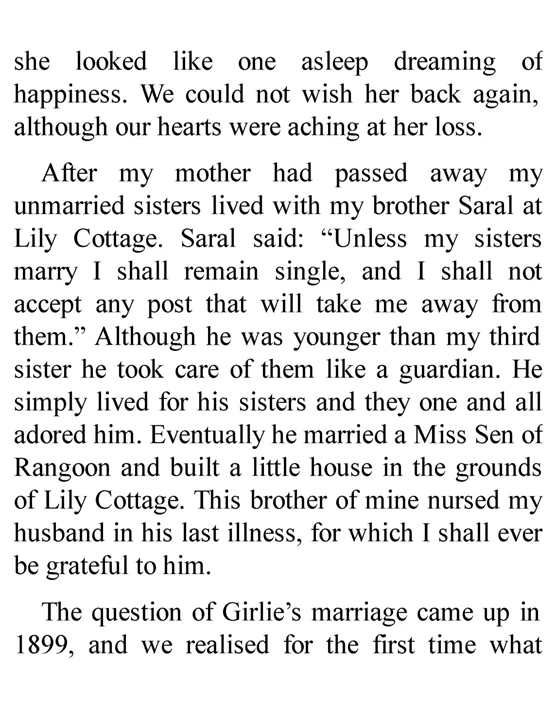 she looked like one asleep dreaming of
happiness. We could not wish her back again,
although our hearts were aching at her loss.
After my mother had passed away my
unmarried sisters lived with my brother Saral at
Lily Cottage. Saral said: “Unless my sisters
marry I shall remain single, and I shall not
accept any post that will take me away from
them.” Although he was younger than my third
sister he took care of them like a guardian. He
simply lived for his sisters and they one and all
adored him. Eventually he married a Miss Sen of
Rangoon and built a little house in the grounds
of Lily Cottage. This brother of mine nursed my
husband in his last illness, for which I shall ever
be grateful to him.
The question of Girlie’s marriage came up in
1899, and we realised for the first time what